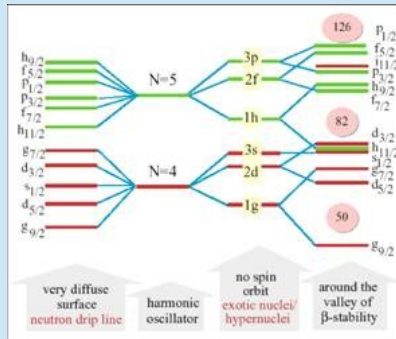 126
p1/2
f5/2
i11/2
p3/2
h9/2
f7/2
82
d3/2
h11/2
s1/2
g7/2
d5/2
50
g9/2
3p
2f
1h
3s
2d
1g
N=5
N=4
h9/2
f5/2
p1/2
p3/2
f7/2
h11/2
g7/2
d3/2
s1/2
d5/2
g9/2
very diffuse
surface
neutron drip line
harmonic
oscillator
no spin
orbit
exotic nuclei/
hypernuclei
around the
valley of
β-stability